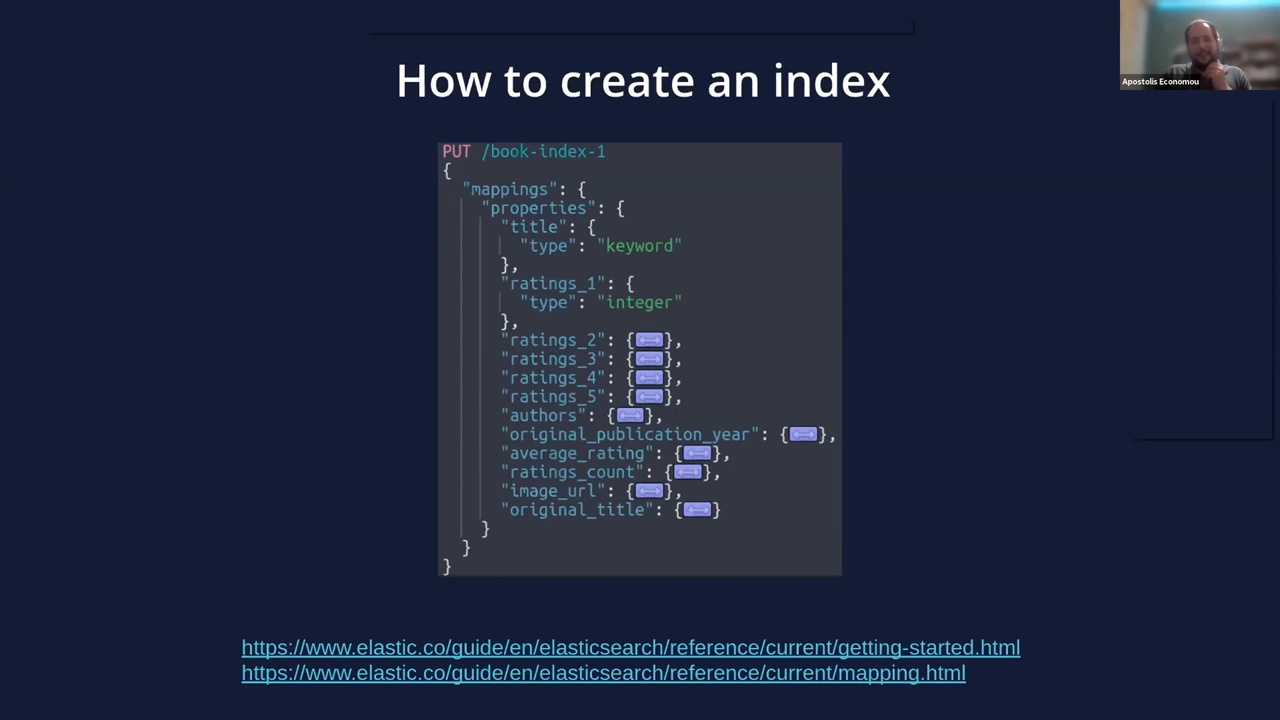 How to create an index
Apostolis Economou
PUT /book-index-1
{
"mappings": {
"properties": {
"title": {
"type": "keyword"
},
"ratings_1": {
"type": "integer"
},
"ratings_2": {},
"ratings_3": {},
"ratings_4": {},
"ratings_5": {},
"authors": {},
"original_publication_year": {},
"average_rating": {},
"ratings_count": {},
"image_url": {},
"original_title": {}
}
}
}
https://www.elastic.co/guide/en/elasticsearch/reference/current/getting-started.html
https://www.elastic.co/guide/en/elasticsearch/reference/current/mapping.html